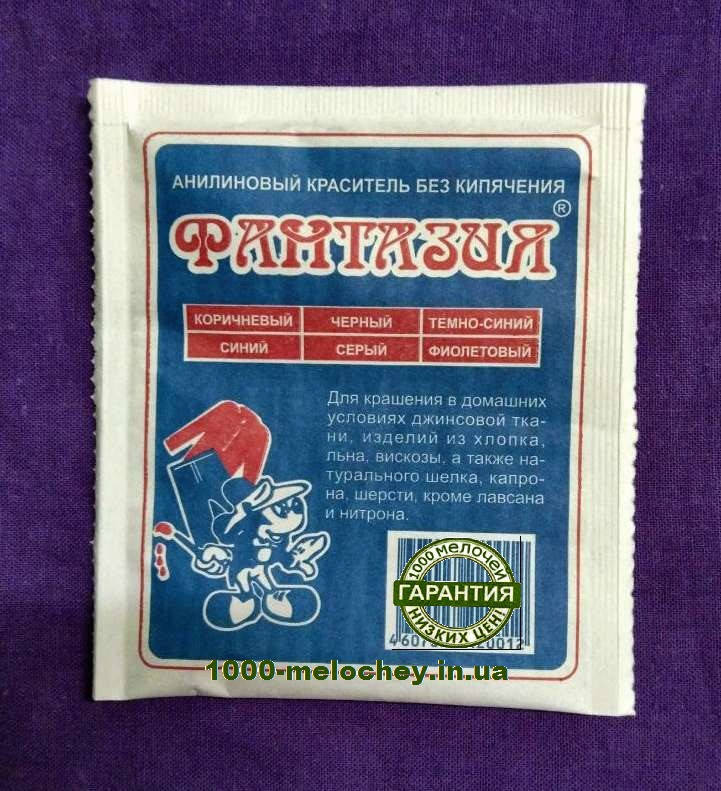 АНИЛИНОВЫЙ КРАСИТЕЛЬ БЕЗ КИПЯЧЕНИЯ
ФАНТАЗИЯ ®
КОРИЧНЕВЫЙ ЧЕРНЫЙ ТЕМНО-СИНИЙ
СИНИЙ СЕРЫЙ ФИОЛЕТОВЫЙ
Для крашения в домашних
условиях джинсовой тка-
ни, изделий из хлопка,
льна, вискозы, а также на-
турального шелка, капро-
на, шерсти, кроме лавсана
и нитрона.
1000 мелочей
ГАРАНТИЯ
НИЗКИХ ЦЕН!
1000-melochey.in.ua